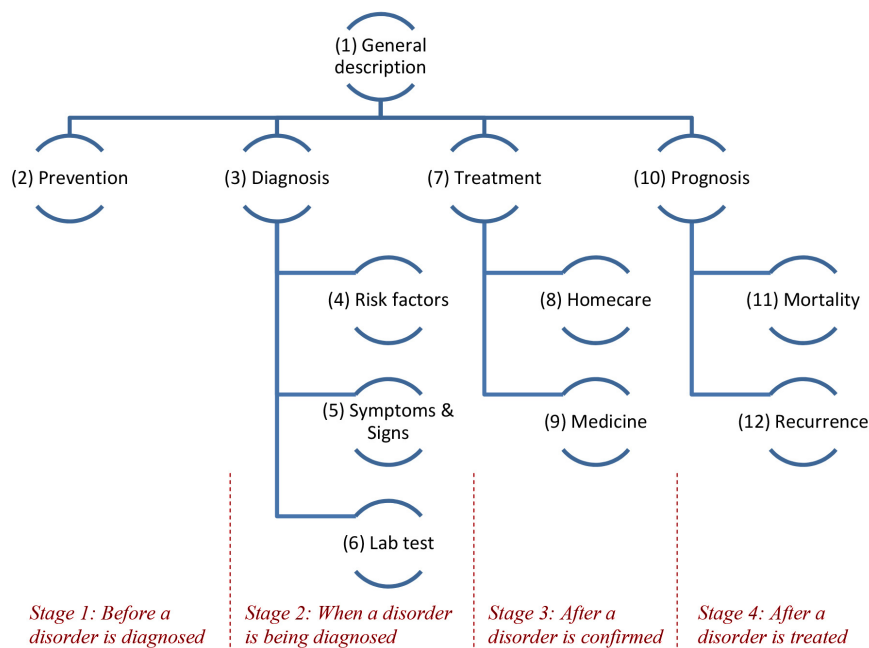 (1) General
description
(2) Prevention
(3) Diagnosis
(7) Treatment
(10) Prognosis
(4) Risk factors
(8) Homecare
(11) Mortality
(5) Symptoms &
Signs
(9) Medicine
(12) Recurrence
(6) Lab test
Stage 1: Before a
disorder is diagnosed
Stage 2: When a disorder
is being diagnosed
Stage 3: After a
disorder is confirmed
Stage 4: After a
disorder is treated